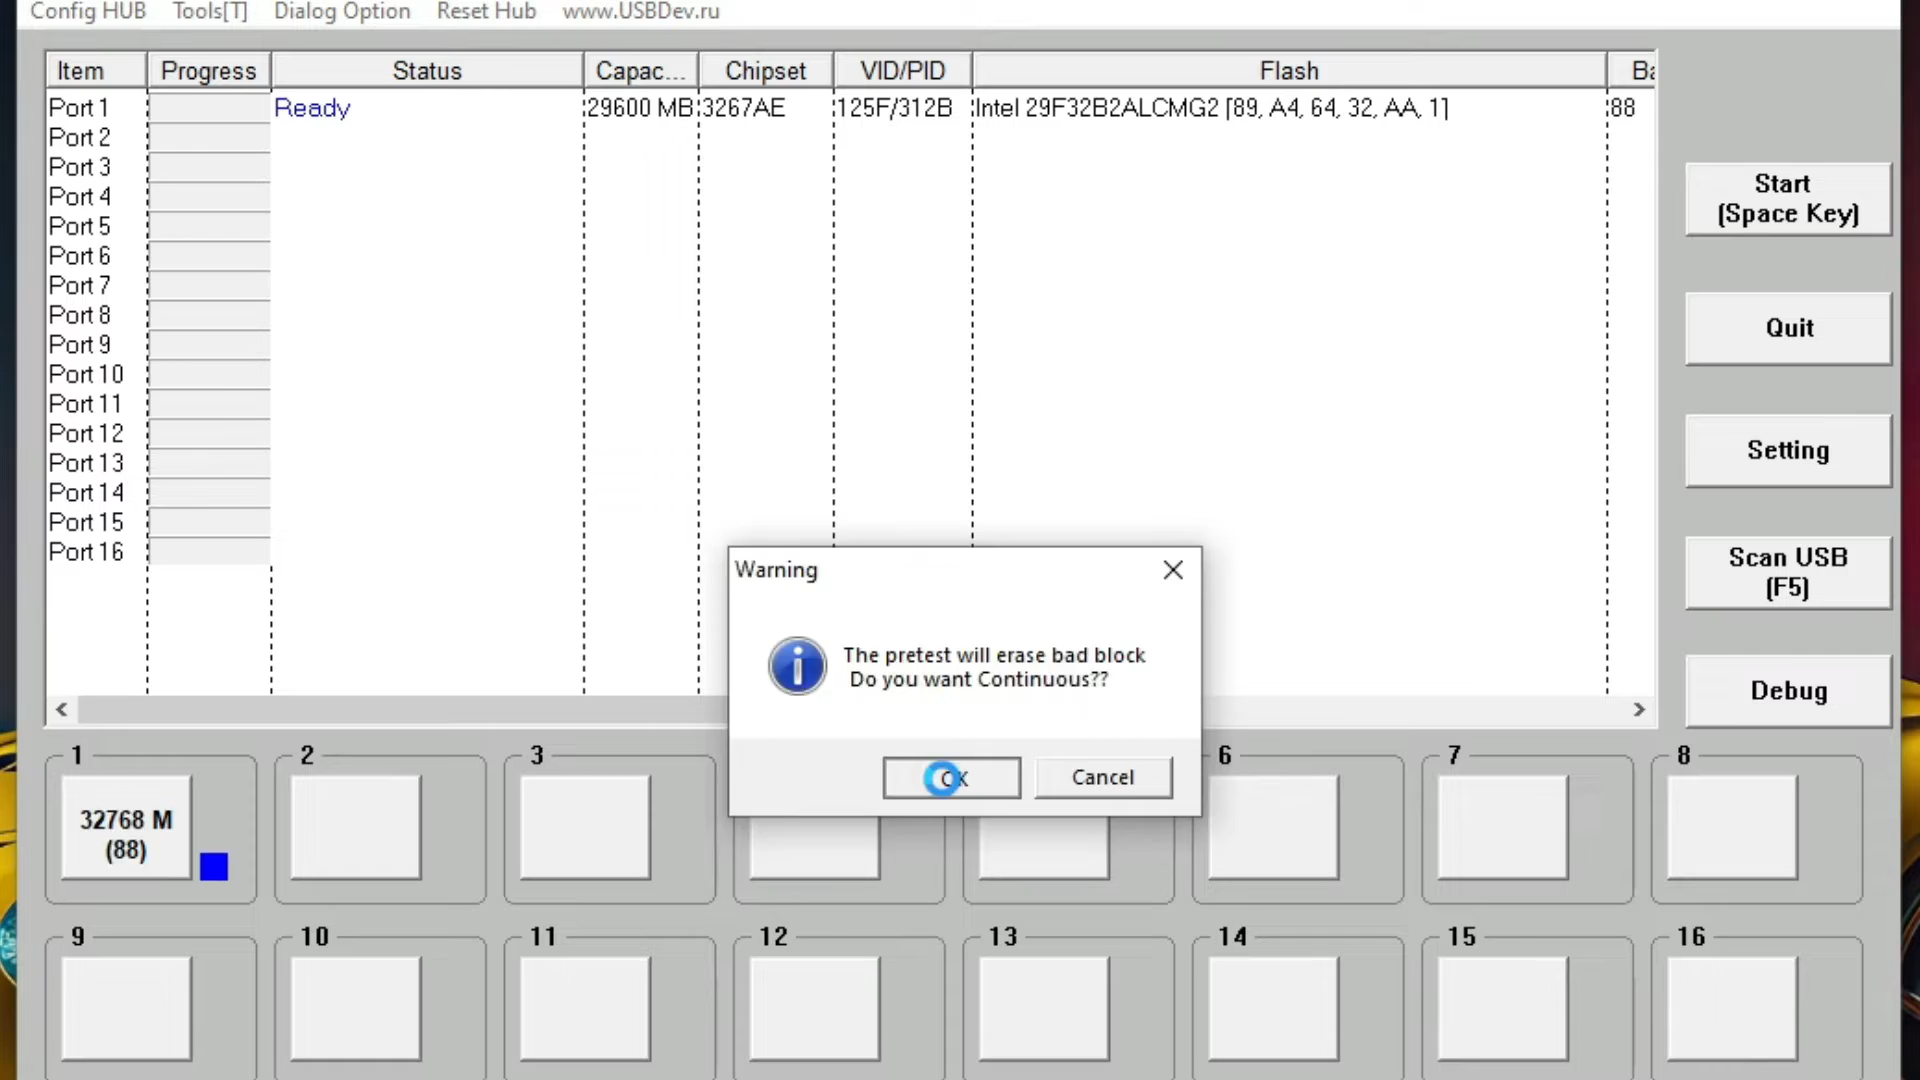 Config HUB Tools[T] Dialog Option Reset Hub www.USBDev.ru
Item Progress Status Capac... Chipset VID/PID Flash
Port 1 Ready 29600 MB 3267AE 125F/312B Intel 29F32B2ALCMG2 [89, A4, 64, 32, AA, 1] 88
Port 2
Port 3
Port 4
Port 5
Port 6
Port 7
Port 8
Port 9
Port 10
Port 11
Port 12
Port 13
Port 14
Port 15
Port 16
Start
(Space Key)
Quit
Setting
Scan USB
(F5)
Debug
Warning
The pretest will erase bad block
Do you want Continuous??
OK Cancel
1 2 3 6 7 8
32768 M
(88)
9 10 11 12 13 14 15 16